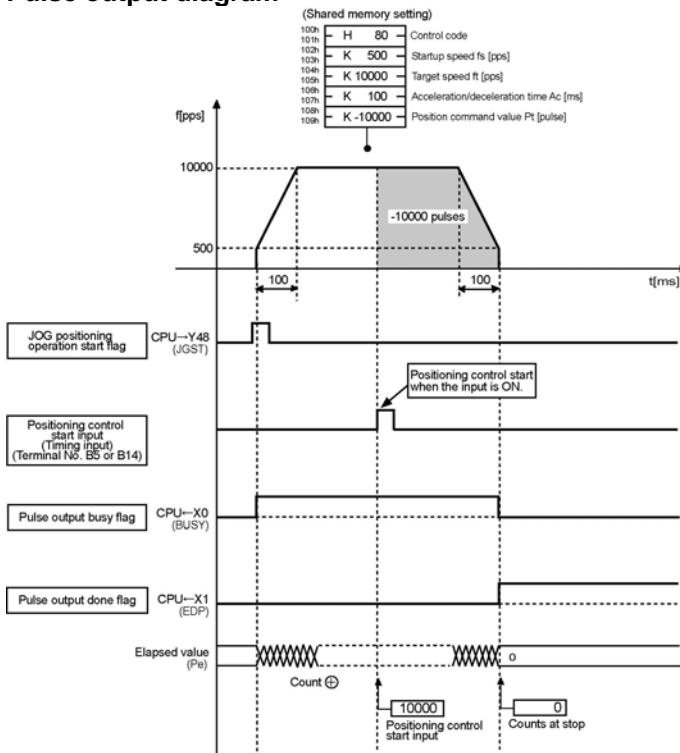 Pulse output diagram
(Shared memory setting)
100h
101h
H 80
Control code
102h
103h
K 500
Startup speed fs [pps]
104h
105h
K 10000
Target speed ft [pps]
106h
107h
K 100
Acceleration/deceleration time Ac [ms]
108h
109h
K -10000
Position command value Pt [pulse]
f[pps]
10000
-10000 pulses
500
100
100
t[ms]
JOG positioning
operation start flag
CPU→Y48
(JGST)
Positioning control start
when the input is ON.
Positioning control
start input
(Timing input)
(Terminal No. B5 or B14)
Pulse output busy flag
CPU←X0
(BUSY)
Pulse output done flag
CPU←X1
(EDP)
Elapsed value
(Pe)
0
Count ⊕
10000
Positioning control
start input
0
Counts at stop